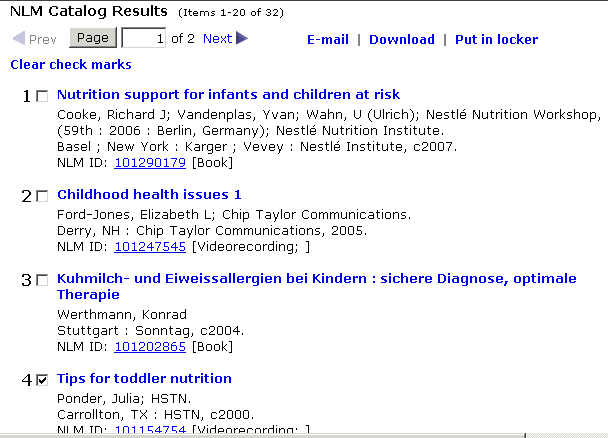 NLM Catalog Results (Items 1-20 of 32)
Prev Page 1 of 2 Next E-mail | Download | Put in locker
Clear check marks
1 Nutrition support for infants and children at risk
Cooke, Richard J; Vandenplas, Yvan; Wahn, U (Ulrich); Nestlé Nutrition Workshop,
(59th : 2006 : Berlin, Germany); Nestlé Nutrition Institute.
Basel ; New York : Karger ; Vevey : Nestlé Institute, c2007.
NLM ID: 101290179 [Book]
2 Childhood health issues 1
Ford-Jones, Elizabeth L; Chip Taylor Communications.
Derry, NH : Chip Taylor Communications, 2005.
NLM ID: 101247545 [Videorecording; ]
3 Kuhmilch- und Eiweissallergien bei Kindern : sichere Diagnose, optimale
Therapie
Werthmann, Konrad
Stuttgart : Sonntag, c2004.
NLM ID: 101202865 [Book]
4 Tips for toddler nutrition
Ponder, Julia; HSTN.
Carrollton, TX : HSTN, c2000.
NLM ID: 101154754 [Videorecording; ]